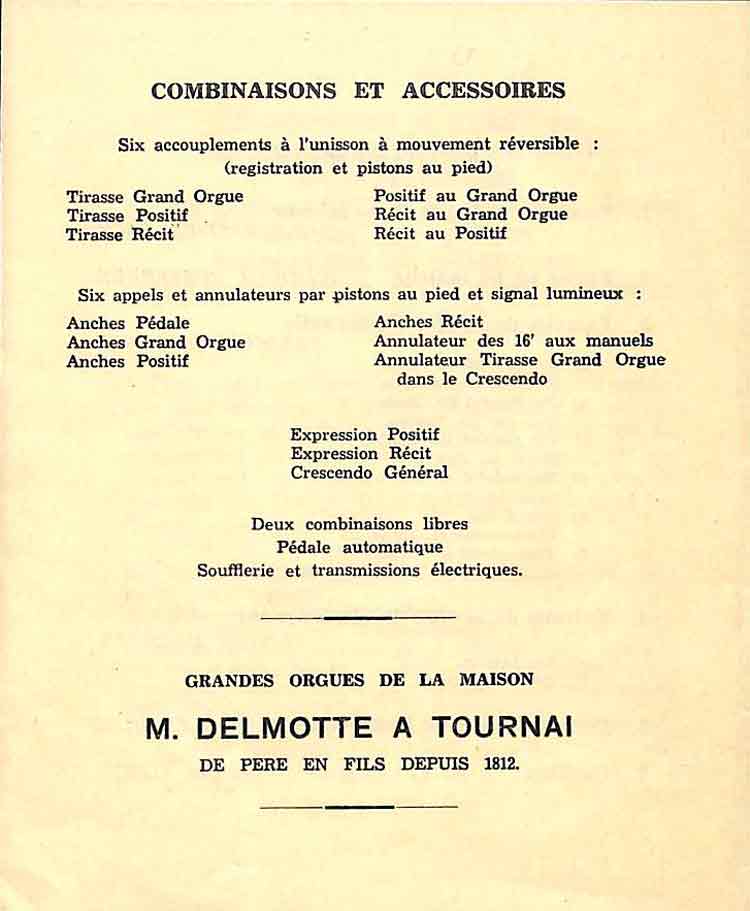 COMBINAISONS ET ACCESSOIRES
Six accouplements à l'unisson à mouvement réversible :
(registration et pistons au pied)
Tirasse Grand Orgue
Tirasse Positif
Tirasse Récit
Positif au Grand Orgue
Récit au Grand Orgue
Récit au Positif
Six appels et annulateurs par pistons au pied et signal lumineux :
Anches Pédale
Anches Grand Orgue
Anches Positif
Anches Récit
Annulateur des 16' aux manuels
Annulateur Tirasse Grand Orgue
dans le Crescendo
Expression Positif
Expression Récit
Crescendo Général
Deux combinaisons libres
Pédale automatique
Soufflerie et transmissions électriques.
GRANDES ORGUES DE LA MAISON
M. DELMOTTE A TOURNAI
DE PERE EN FILS DEPUIS 1812.